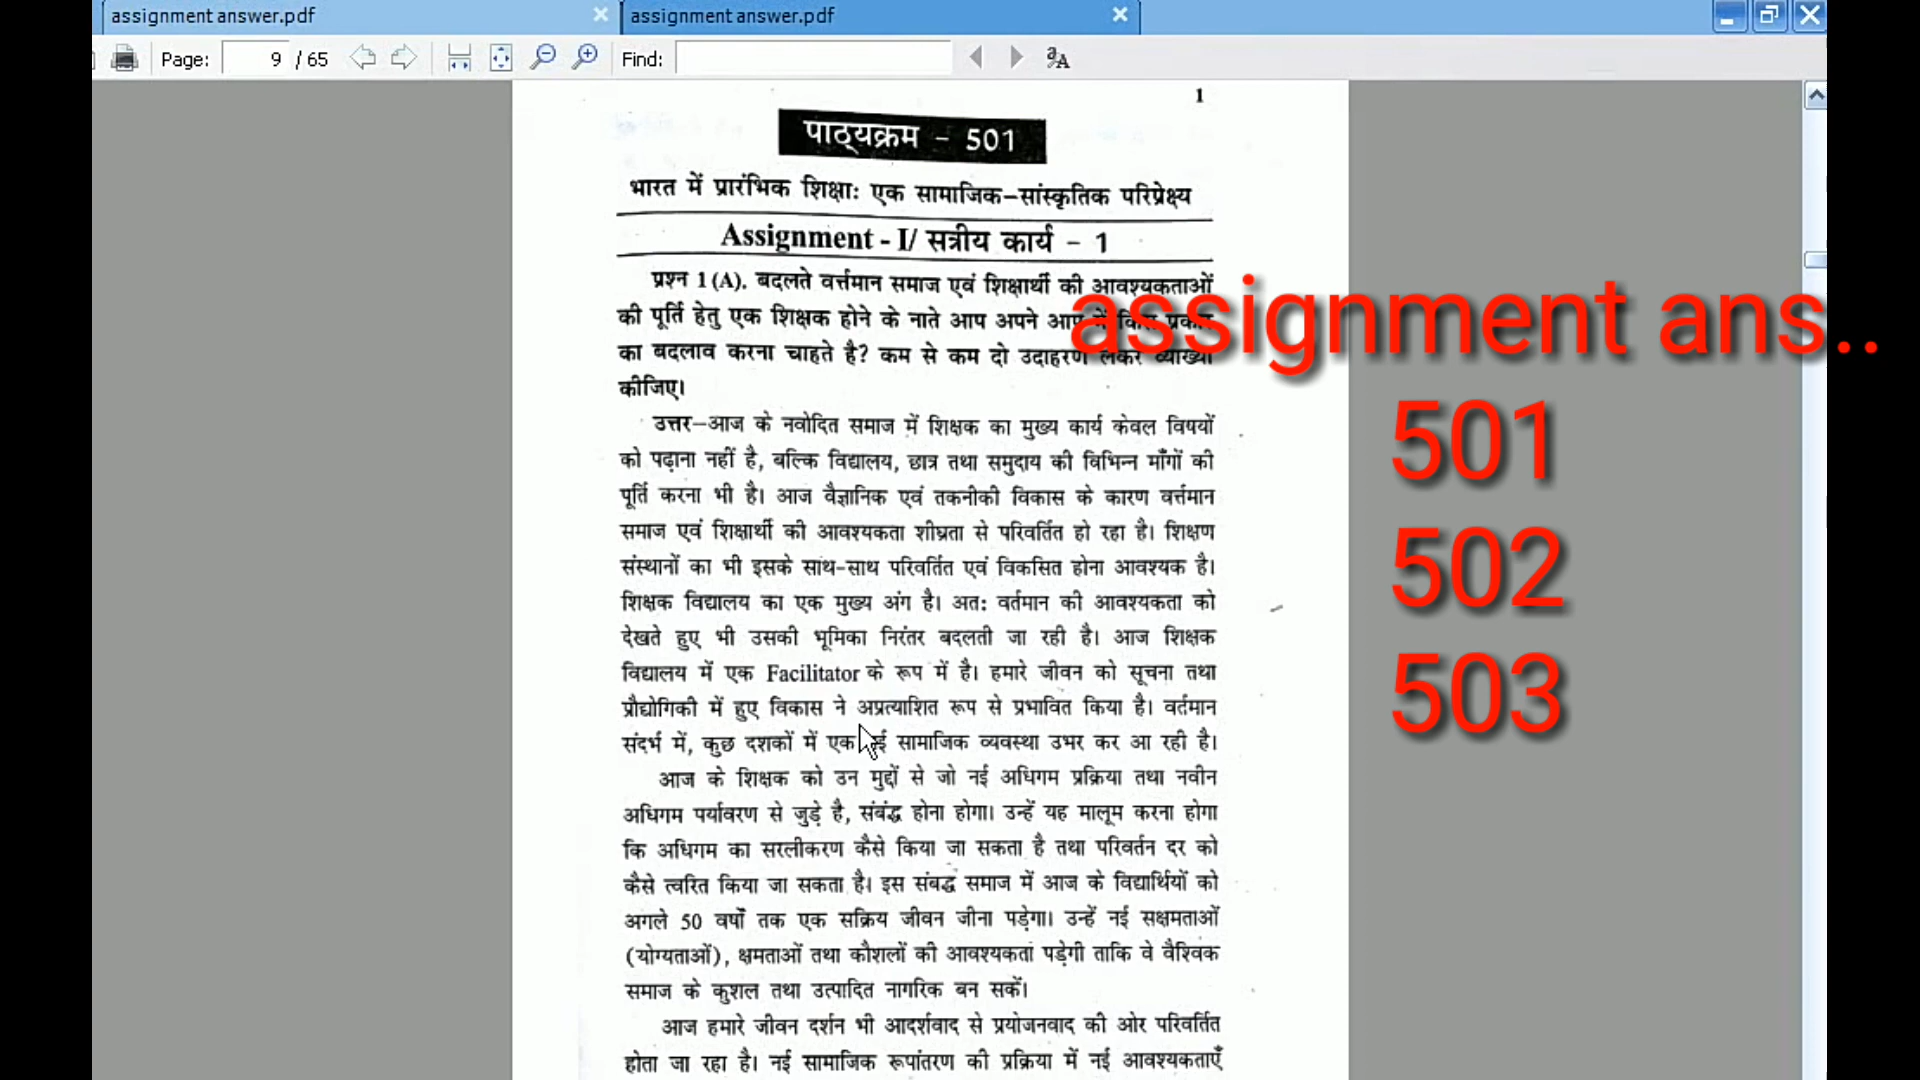 assignment answer.pdf
assignment answer.pdf
Page: 9 / 65 Find:
1
पाठ्यक्रम - 501
भारत में प्रारंभिक शिक्षा: एक सामाजिक-सांस्कृतिक परिप्रेक्ष्य
Assignment - I/ सत्रीय कार्य - 1
प्रश्न 1 (A). बदलते वर्त्तमान समाज एवं शिक्षार्थी की आवश्यकताओं
की पूर्ति हेतु एक शिक्षक होने के नाते आप अपने आप में किस प्रकार
का बदलाव करना चाहते है? कम से कम दो उदाहरण लेकर व्याख्या
कीजिए।
उत्तर-आज के नवोदित समाज में शिक्षक का मुख्य कार्य केवल विषयों
को पढ़ाना नहीं है, बल्कि विद्यालय, छात्र तथा समुदाय की विभिन्न माँगों की
पूर्ति करना भी है। आज वैज्ञानिक एवं तकनीकी विकास के कारण वर्त्तमान
समाज एवं शिक्षार्थी की आवश्यकता शीघ्रता से परिवर्तित हो रहा है। शिक्षण
संस्थानों का भी इसके साथ-साथ परिवर्तित एवं विकसित होना आवश्यक है।
शिक्षक विद्यालय का एक मुख्य अंग है। अत: वर्तमान की आवश्यकता को
देखते हुए भी उसकी भूमिका निरंतर बदलती जा रही है। आज शिक्षक
विद्यालय में एक Facilitator के रूप में है। हमारे जीवन को सूचना तथा
प्रौद्योगिकी में हुए विकास ने अप्रत्याशित रूप से प्रभावित किया है। वर्तमान
संदर्भ में, कुछ दशकों में एक नई सामाजिक व्यवस्था उभर कर आ रही है।
आज के शिक्षक को उन मुद्दों से जो नई अधिगम प्रक्रिया तथा नवीन
अधिगम पर्यावरण से जुड़े है, संबंद्ध होना होगा। उन्हें यह मालूम करना होगा
कि अधिगम का सरलीकरण कैसे किया जा सकता है तथा परिवर्तन दर को
कैसे त्वरित किया जा सकता है। इस संबद्ध समाज में आज के विद्यार्थियों को
अगले 50 वर्षों तक एक सक्रिय जीवन जीना पड़ेगा। उन्हें नई सक्षमताओं
(योग्यताओं), क्षमताओं तथा कौशलों की आवश्यकता पड़ेगी ताकि वे वैश्विक
समाज के कुशल तथा उत्पादित नागरिक बन सकें।
आज हमारे जीवन दर्शन भी आदर्शवाद से प्रयोजनवाद की ओर परिवर्तित
होता जा रहा है। नई सामाजिक रूपांतरण की प्रक्रिया में नई आवश्यकताएँ
assignment ans..
501
502
503